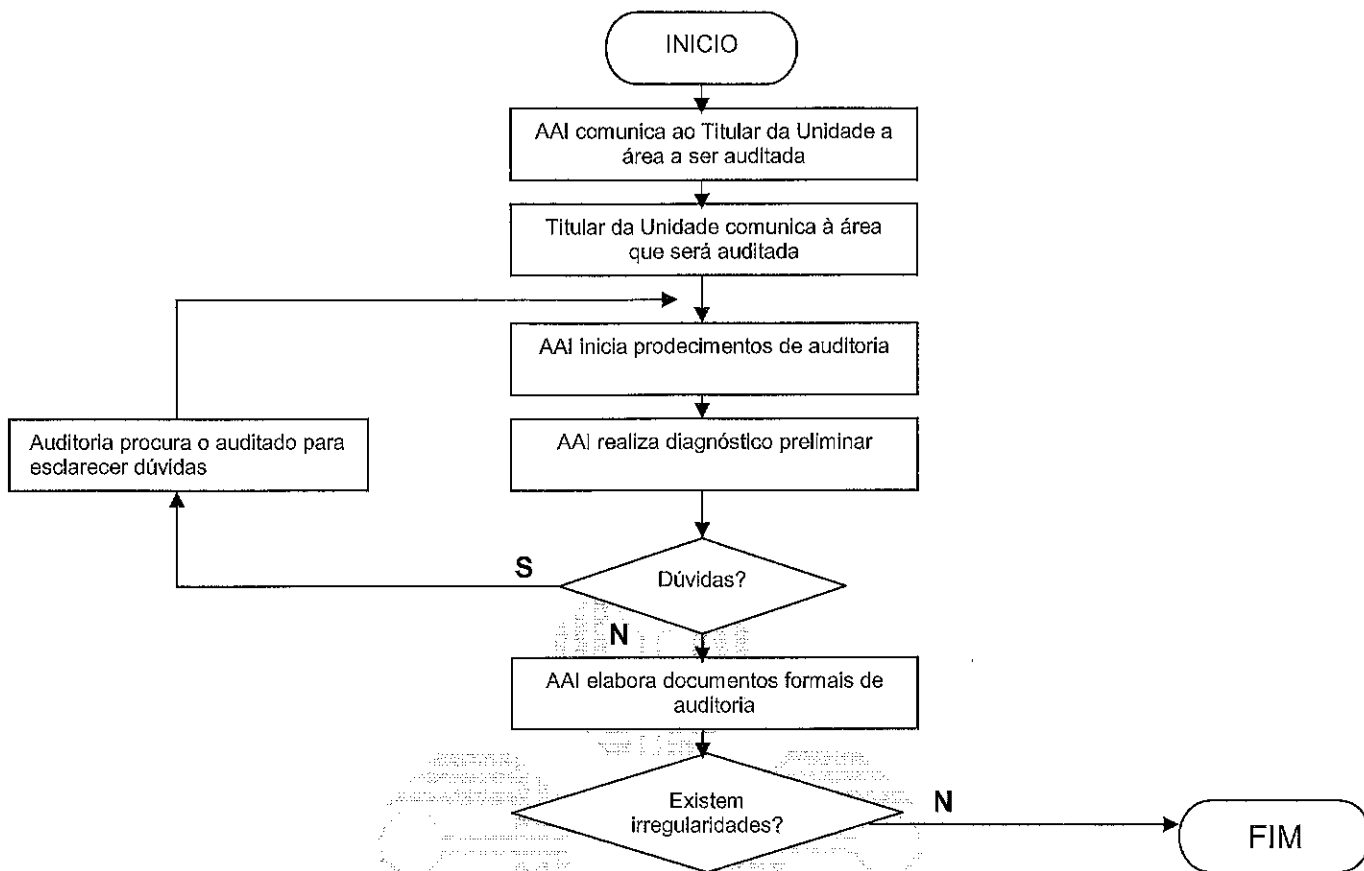 INICIO
AAI comunica ao Titular da Unidade a
área a ser auditada
Titular da Unidade comunica à área
que será auditada
AAI inicia prodecimentos de auditoria
AAI realiza diagnóstico preliminar
Auditoria procura o auditado para
esclarecer dúvidas
S
Dúvidas?
N
AAI elabora documentos formais de
auditoria
Existem
irregularidades?
N
FIM